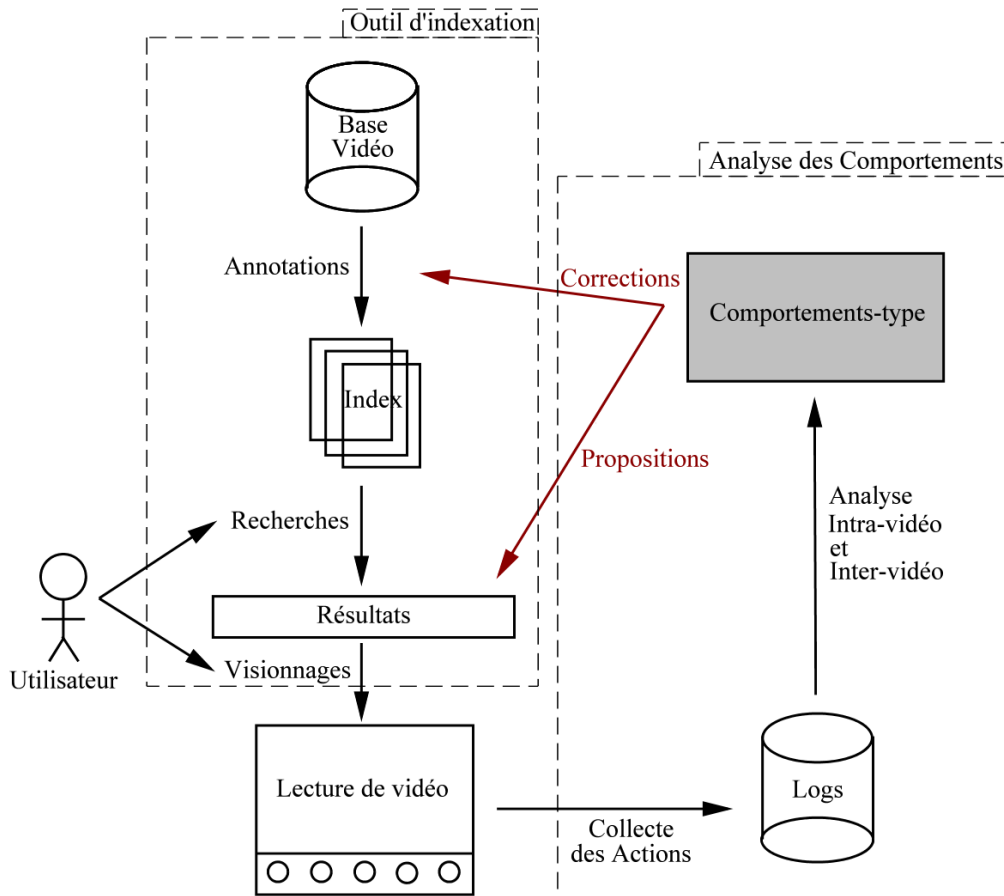 Outil d'indexation
Base
Vidéo
Analyse des Comportements
Annotations
Corrections
Comportements-type
Index
Propositions
Analyse
Intra-vidéo
et
Inter-vidéo
Recherches
Résultats
Utilisateur
Visionnages
Lecture de vidéo
Logs
Collecte
des Actions